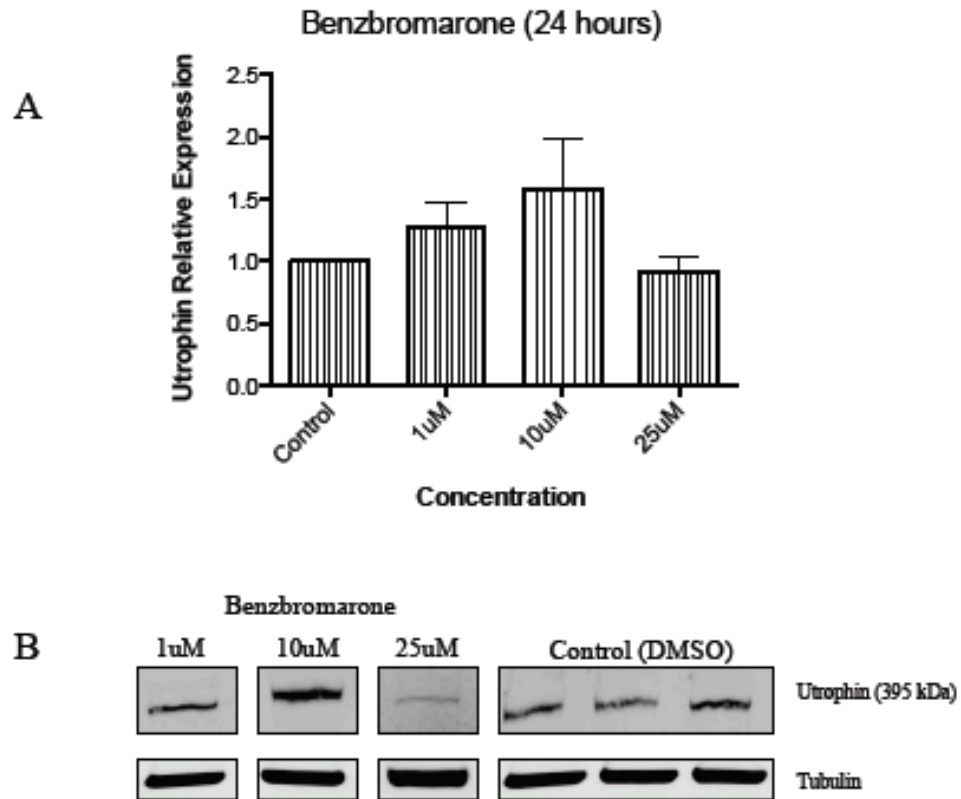 Benzbromarone (24 hours)
A
Utrophin Relative Expression
2.5
2.0
1.5
1.0
0.5
0.0
Control
1uM
10uM
25uM
Concentration
Benzbromarone
B
1uM 10uM 25uM Control (DMSO)
Utrophin (395 kDa)
Tubulin